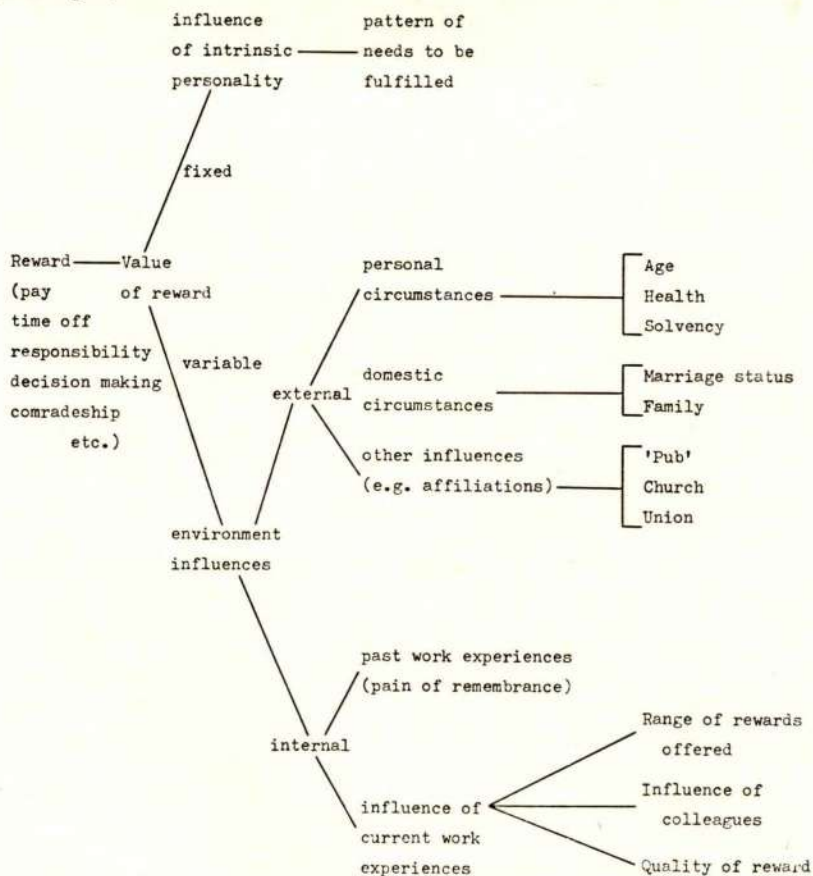 influence
of intrinsic
personality
pattern of
needs to be
fulfilled
fixed
Reward
(pay
time off
responsibility
decision making
comradeship
etc.)
Value
of reward
variable
environment
influences
external
personal
circumstances
Age
Health
Solvency
domestic
circumstances
Marriage status
Family
other influences
(e.g. affiliations)
'Pub'
Church
Union
internal
past work experiences
(pain of remembrance)
influence of
current work
experiences
Range of rewards
offered
Influence of
colleagues
Quality of reward